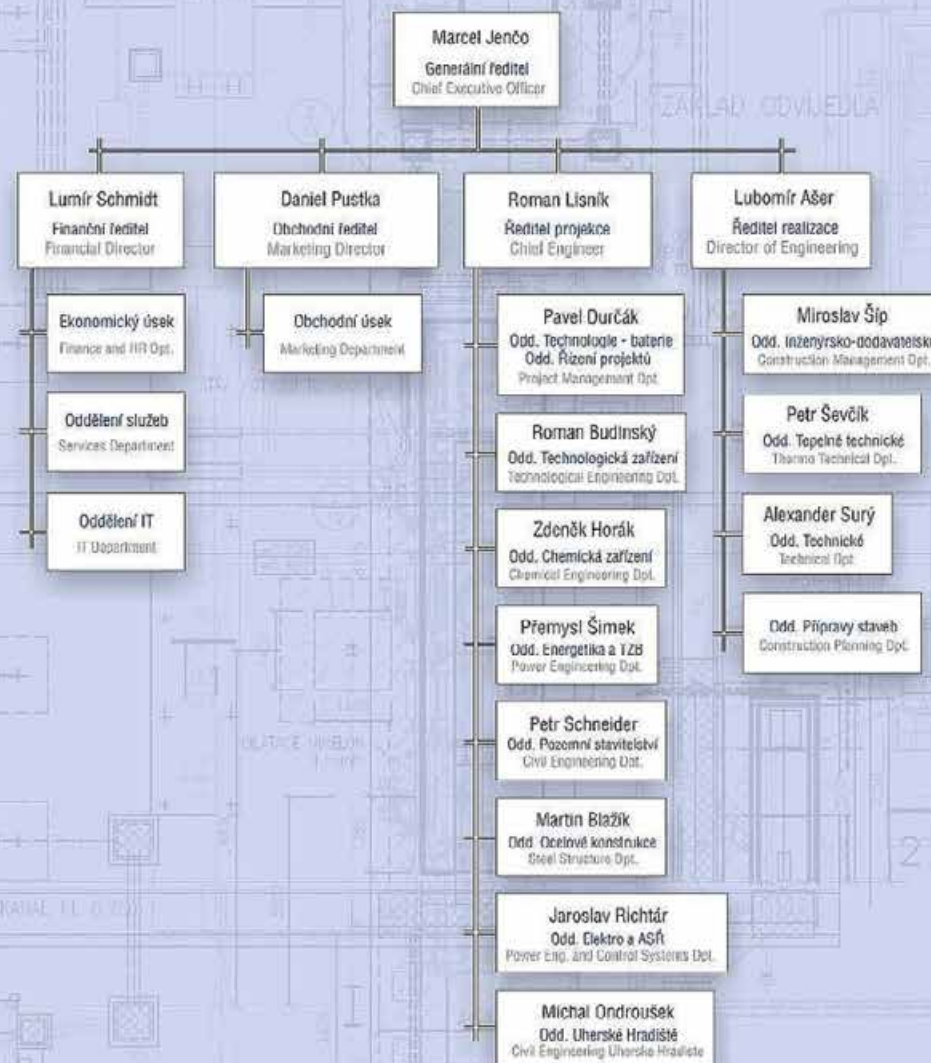 Marcel Jenčo
Generální ředitel
Chief Executive Officer
ZÁKLAD ODVIJEDLA
Lumír Schmidt
Finanční ředitel
Financial Director
Ekonomický úsek
Finance and HR Dpt.
Oddělení služeb
Services Department
Oddělení IT
IT Department
Daniel Pustka
Obchodní ředitel
Marketing Director
Obchodní úsek
Marketing Department
Roman Lisník
Ředitel projekce
Chief Engineer
Pavel Durčák
Odd. Technologie - baterie
Odd. Řízení projektů
Project Management Dpt.
Roman Budinský
Odd. Technologická zařízení
Technological Engineering Dpt.
Zdeněk Horák
Odd. Chemická zařízení
Chemical Engineering Dpt.
Přemysl Šimek
Odd. Energetika a TZB
Power Engineering Dpt.
Petr Schneider
Odd. Pozemní stavitelství
Civil Engineering Dpt.
Martin Blažík
Odd. Ocelové konstrukce
Steel Structure Dpt.
Jaroslav Richtár
Odd. Elektro a ASŘ
Power Eng. and Control Systems Dpt.
Michal Ondroušek
Odd. Uherské Hradiště
Civil Engineering Uherske Hradiste
Lubomír Ašer
Ředitel realizace
Director of Engineering
Miroslav Šíp
Odd. Inženýrsko-dodavatelské
Construction Management Dpt.
Petr Ševčík
Odd. Tepelně technické
Thermo Technical Dpt.
Alexander Surý
Odd. Technické
Technical Dpt.
Odd. Přípravy staveb
Construction Planning Dpt.